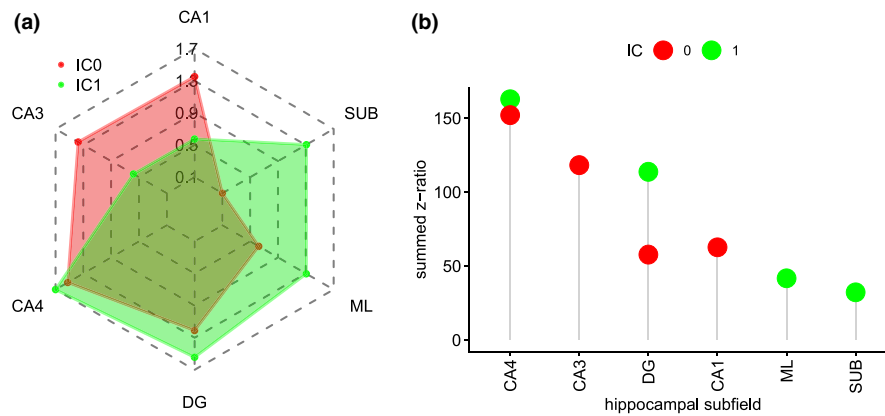 (a)
CA1
1.7
1.3
0.9
0.5
0.1
IC0
IC1
CA3
SUB
CA4
ML
DG
(b)
IC 0 1
summed z−ratio
150
100
50
0
CA4
CA3
DG
CA1
ML
SUB
hippocampal subfield